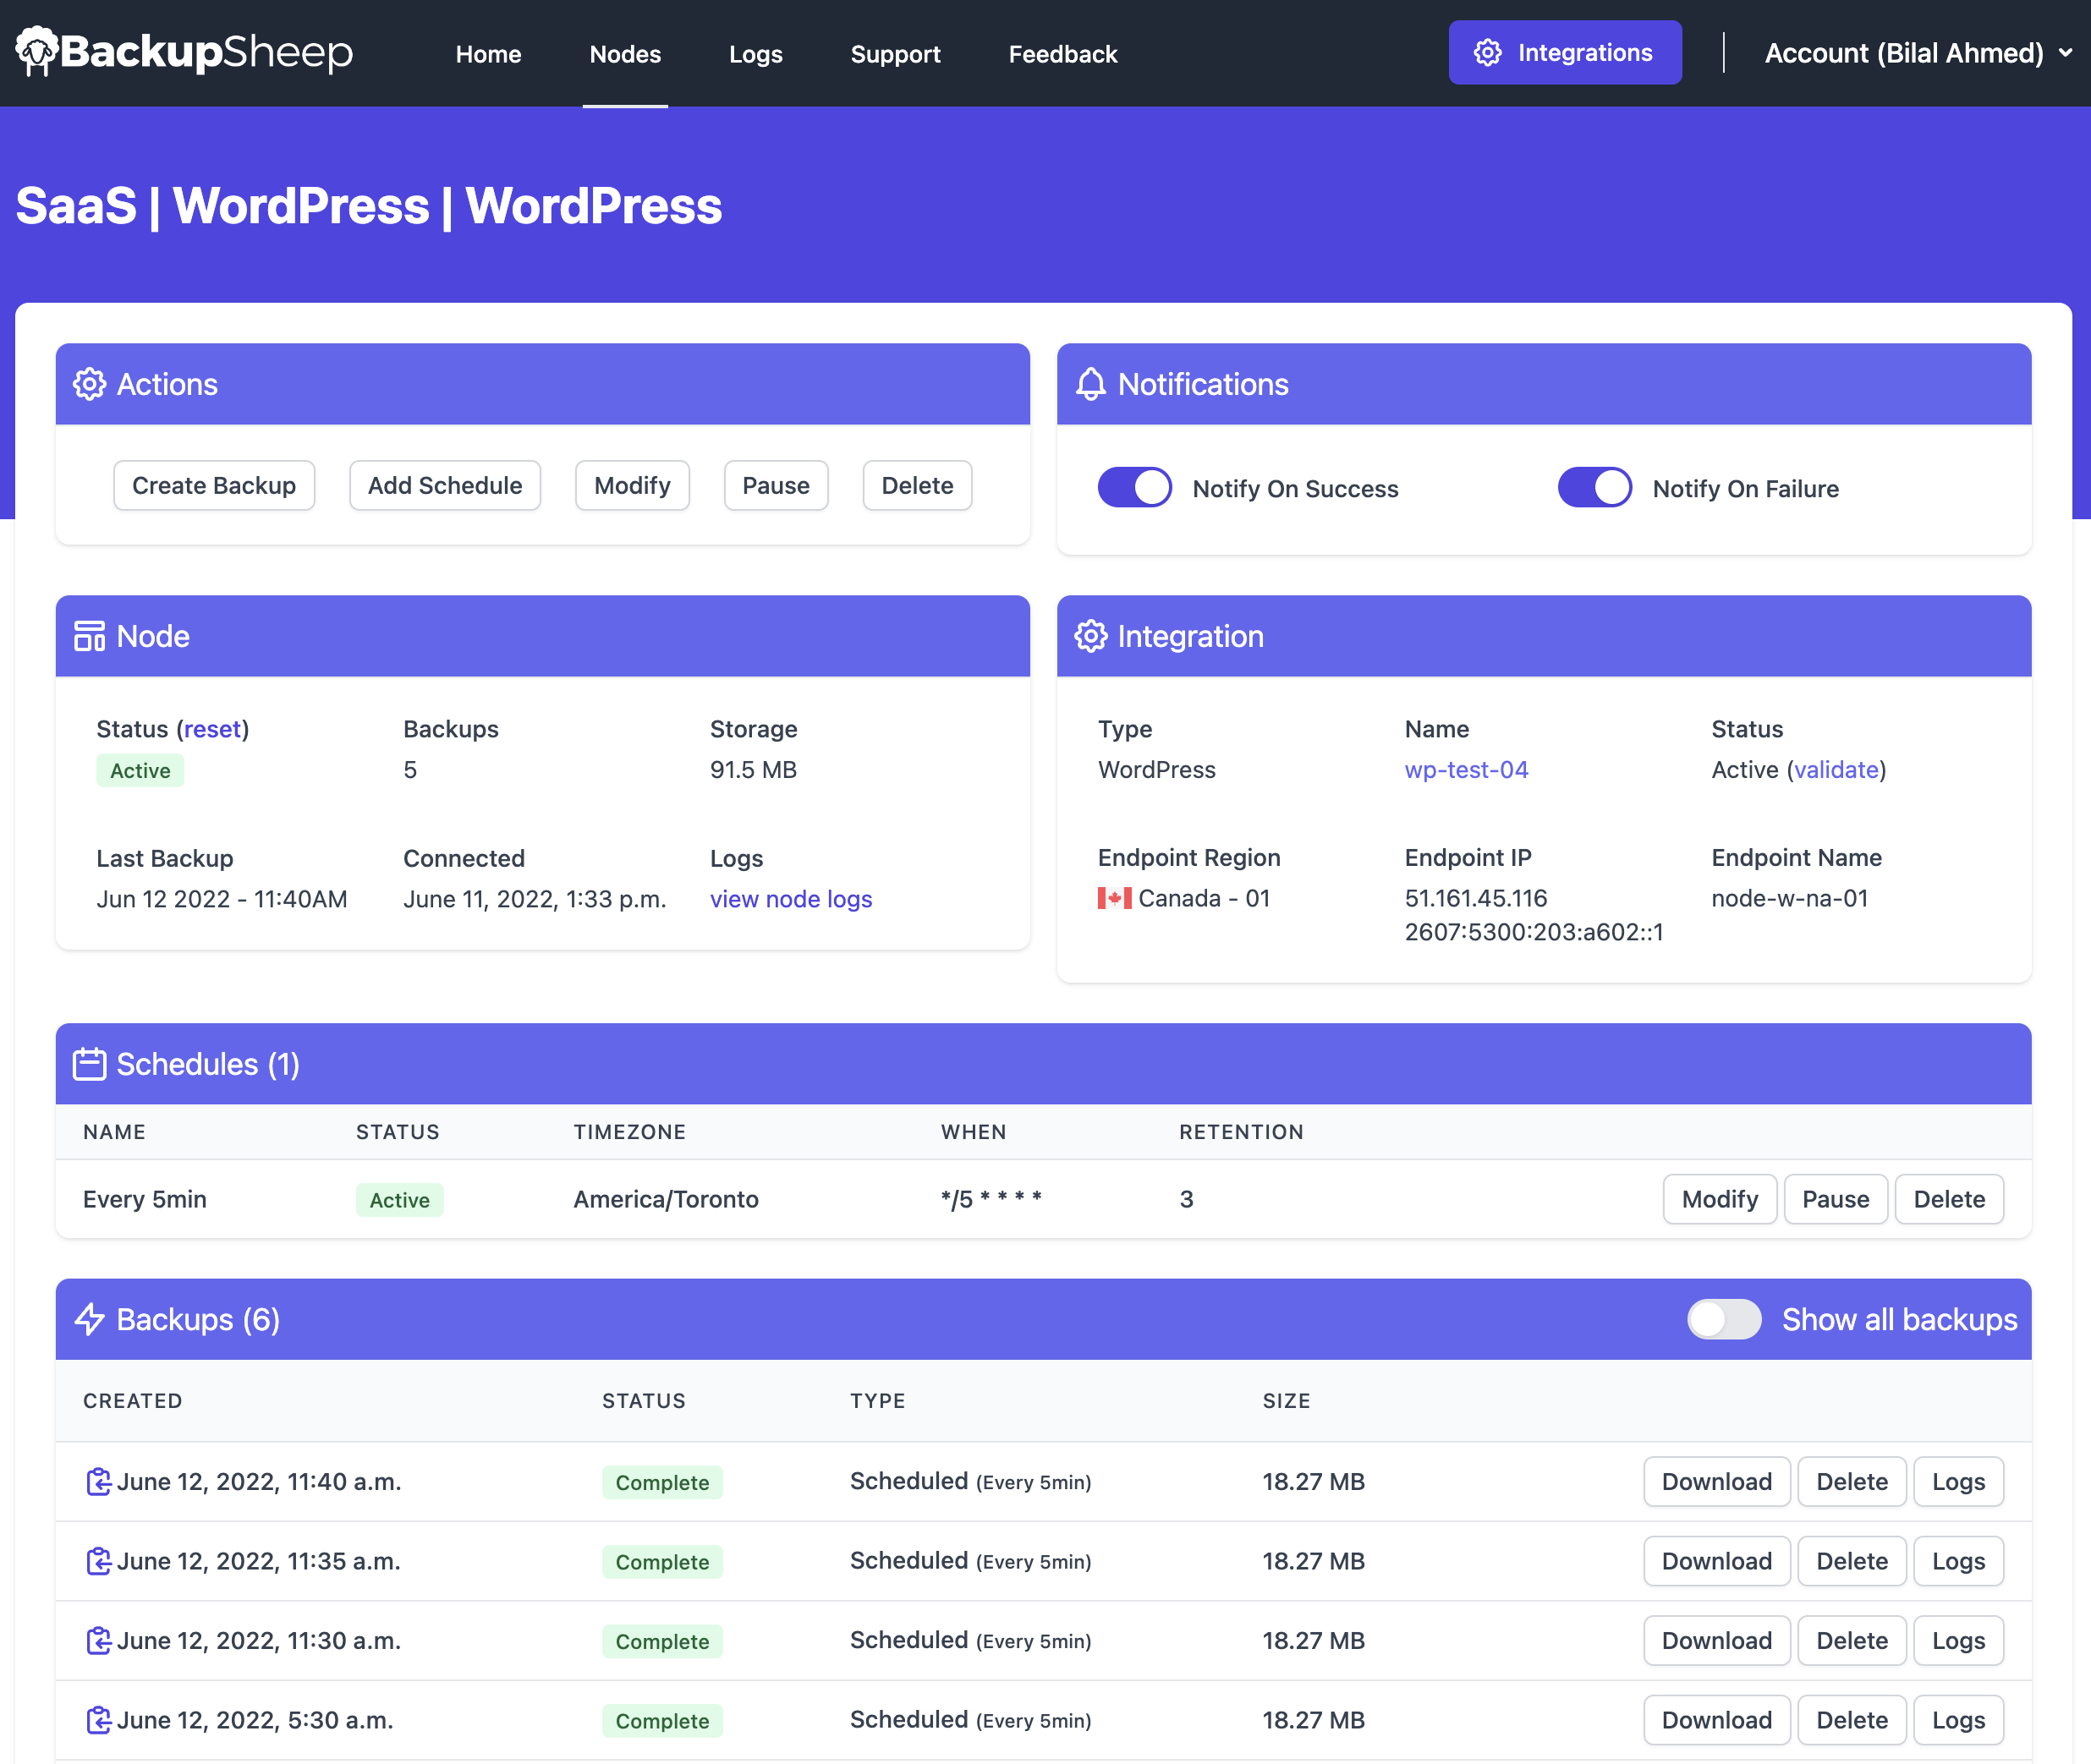 BackupSheep Home Nodes Logs Support Feedback Integrations Account (Bilal Ahmed)
SaaS | WordPress | WordPress
Actions
Create Backup Add Schedule Modify Pause Delete
Notifications
Notify On Success Notify On Failure
Node
Status (reset) Backups Storage
Active 5 91.5 MB
Last Backup Connected Logs
Jun 12 2022 - 11:40AM June 11, 2022, 1:33 p.m. view node logs
Integration
Type Name Status
WordPress wp-test-04 Active (validate)
Endpoint Region Endpoint IP Endpoint Name
Canada - 01 51.161.45.116 node-w-na-01
2607:5300:203:a602::1
Schedules (1)
NAME STATUS TIMEZONE WHEN RETENTION
Every 5min Active America/Toronto */5 * * * * 3 Modify Pause Delete
Backups (6) Show all backups
CREATED STATUS TYPE SIZE
June 12, 2022, 11:40 a.m. Complete Scheduled (Every 5min) 18.27 MB Download Delete Logs
June 12, 2022, 11:35 a.m. Complete Scheduled (Every 5min) 18.27 MB Download Delete Logs
June 12, 2022, 11:30 a.m. Complete Scheduled (Every 5min) 18.27 MB Download Delete Logs
June 12, 2022, 5:30 a.m. Complete Scheduled (Every 5min) 18.27 MB Download Delete Logs